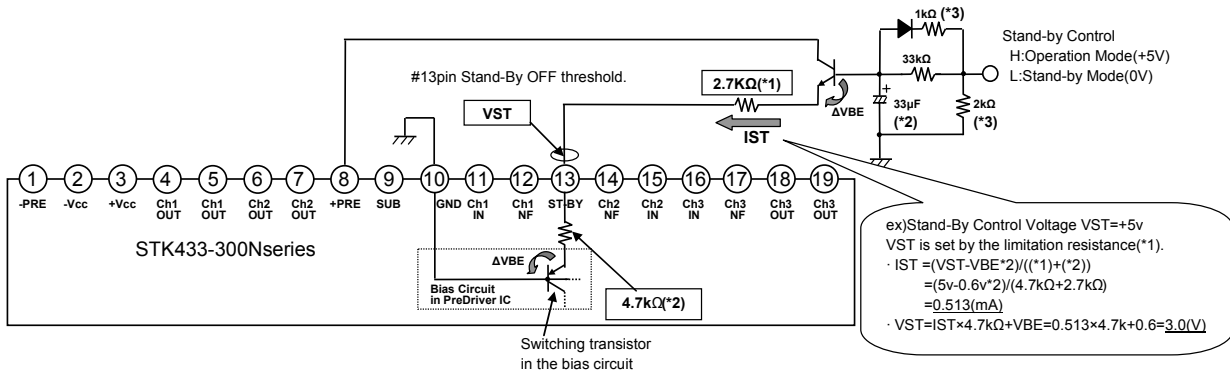 1kΩ (*3)
Stand-by Control
H:Operation Mode(+5V)
L:Stand-by Mode(0V)
33kΩ
#13pin Stand-By OFF threshold.
2.7KΩ(*1)
+
33µF
(*2)
2kΩ
(*3)
ΔVBE
VST
IST
1 2 3 4 5 6 7 8 9 10 11 12 13 14 15 16 17 18 19
-PRE -Vcc +Vcc Ch1 OUT Ch1 OUT Ch2 OUT Ch2 OUT +PRE SUB GND Ch1 IN Ch1 NF ST-BY Ch2 NF Ch2 IN Ch3 IN Ch3 NF Ch3 OUT Ch3 OUT
STK433-300Nseries
ΔVBE
Bias Circuit
in PreDriver IC
4.7kΩ(*2)
Switching transistor
in the bias circuit
ex)Stand-By Control Voltage VST=+5v
VST is set by the limitation resistance(*1).
· IST =(VST-VBE*2)/((*1)+(*2))
=(5v-0.6v*2)/(4.7kΩ+2.7kΩ)
=0.513(mA)
· VST=IST×4.7kΩ+VBE=0.513×4.7k+0.6=3.0(V)